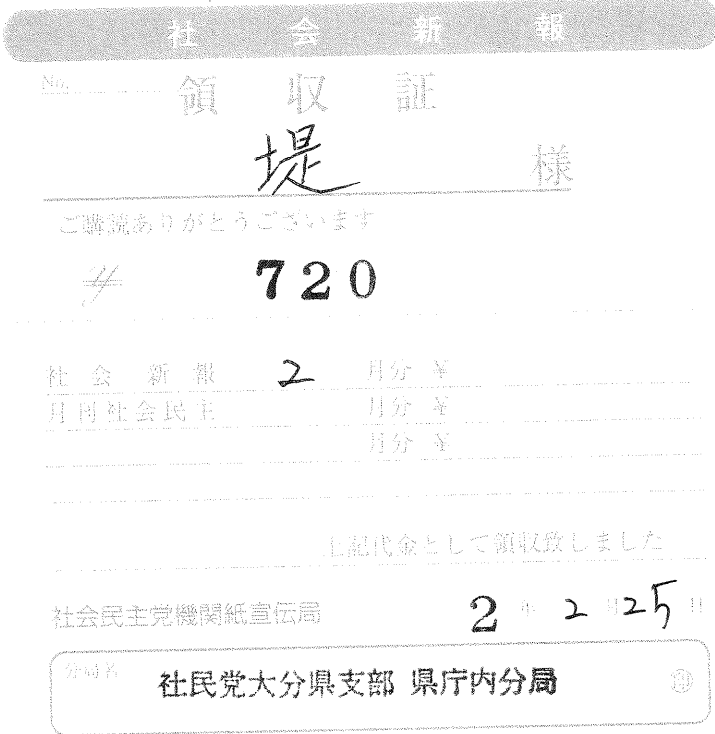 社会新報
No.
領収証
堤 様
ご購読ありがとうございます
¥ 720
社会新報 2 月分 ¥
月刊社会民主 月分 ¥
月分 ¥
上記代金として領収致しました
社会民主党機関紙宣伝局 2年2月25日
分局名 社民党大分県支部 県庁内分局 ㊞